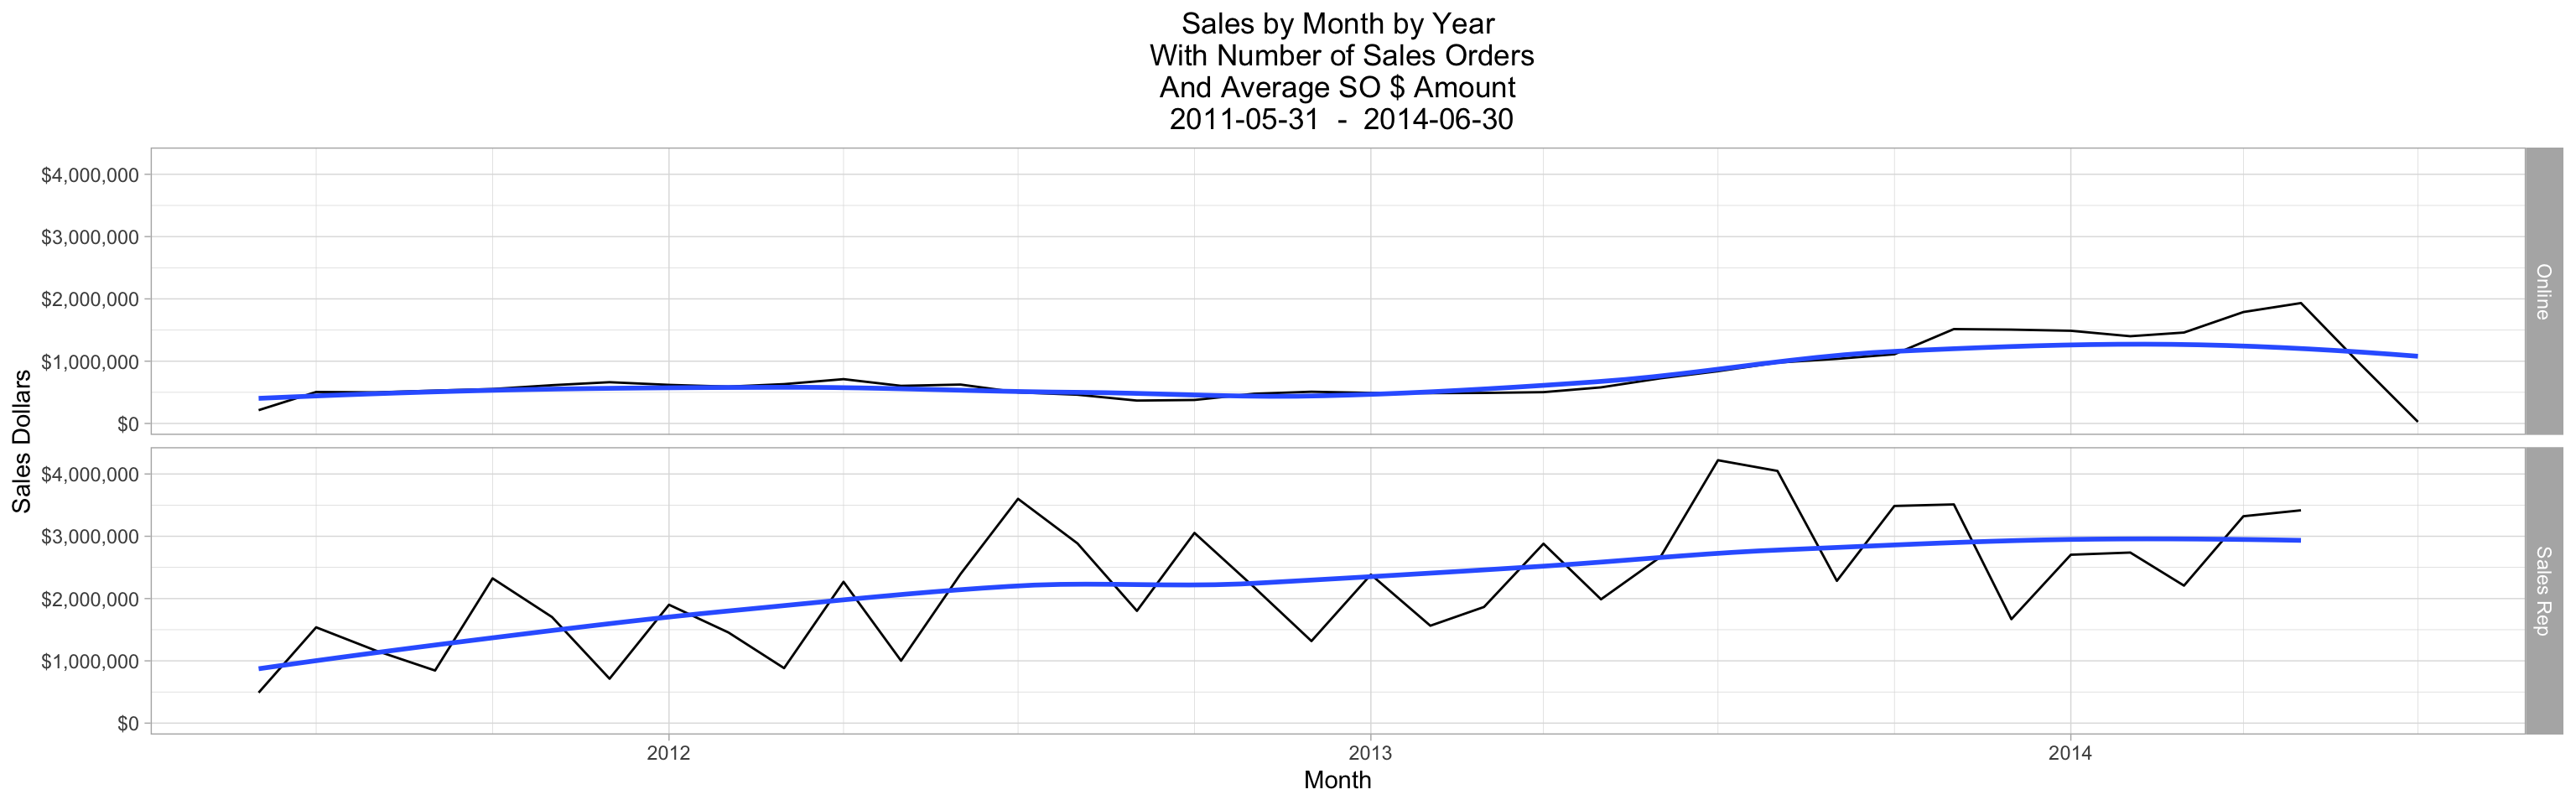 Sales by Month by Year
With Number of Sales Orders
And Average SO $ Amount
2011-05-31 - 2014-06-30
Sales Dollars
$4,000,000
$3,000,000
$2,000,000
$1,000,000
$0
Online
$4,000,000
$3,000,000
$2,000,000
$1,000,000
$0
Sales Rep
2012
2013
2014
Month